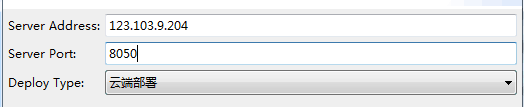 Server Address: 123.103.9.204
Server Port: 8050
Deploy Type: 云端部署